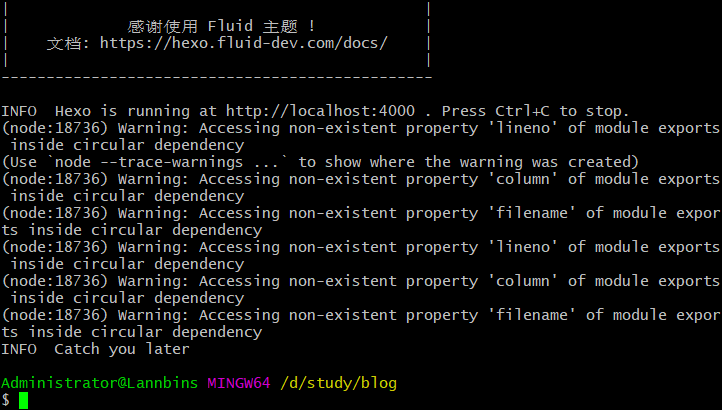 |                                            |
|             感谢使用 Fluid 主题 !            |
|    文档: https://hexo.fluid-dev.com/docs/    |
|                                            |
----------------------------------------------
INFO  Hexo is running at http://localhost:4000 . Press Ctrl+C to stop.
(node:18736) Warning: Accessing non-existent property 'lineno' of module exports
 inside circular dependency
(Use `node --trace-warnings ...` to show where the warning was created)
(node:18736) Warning: Accessing non-existent property 'column' of module exports
 inside circular dependency
(node:18736) Warning: Accessing non-existent property 'filename' of module expor
ts inside circular dependency
(node:18736) Warning: Accessing non-existent property 'lineno' of module exports
 inside circular dependency
(node:18736) Warning: Accessing non-existent property 'column' of module exports
 inside circular dependency
(node:18736) Warning: Accessing non-existent property 'filename' of module expor
ts inside circular dependency
INFO  Catch you later
Administrator@Lannbins MINGW64 /d/study/blog
$